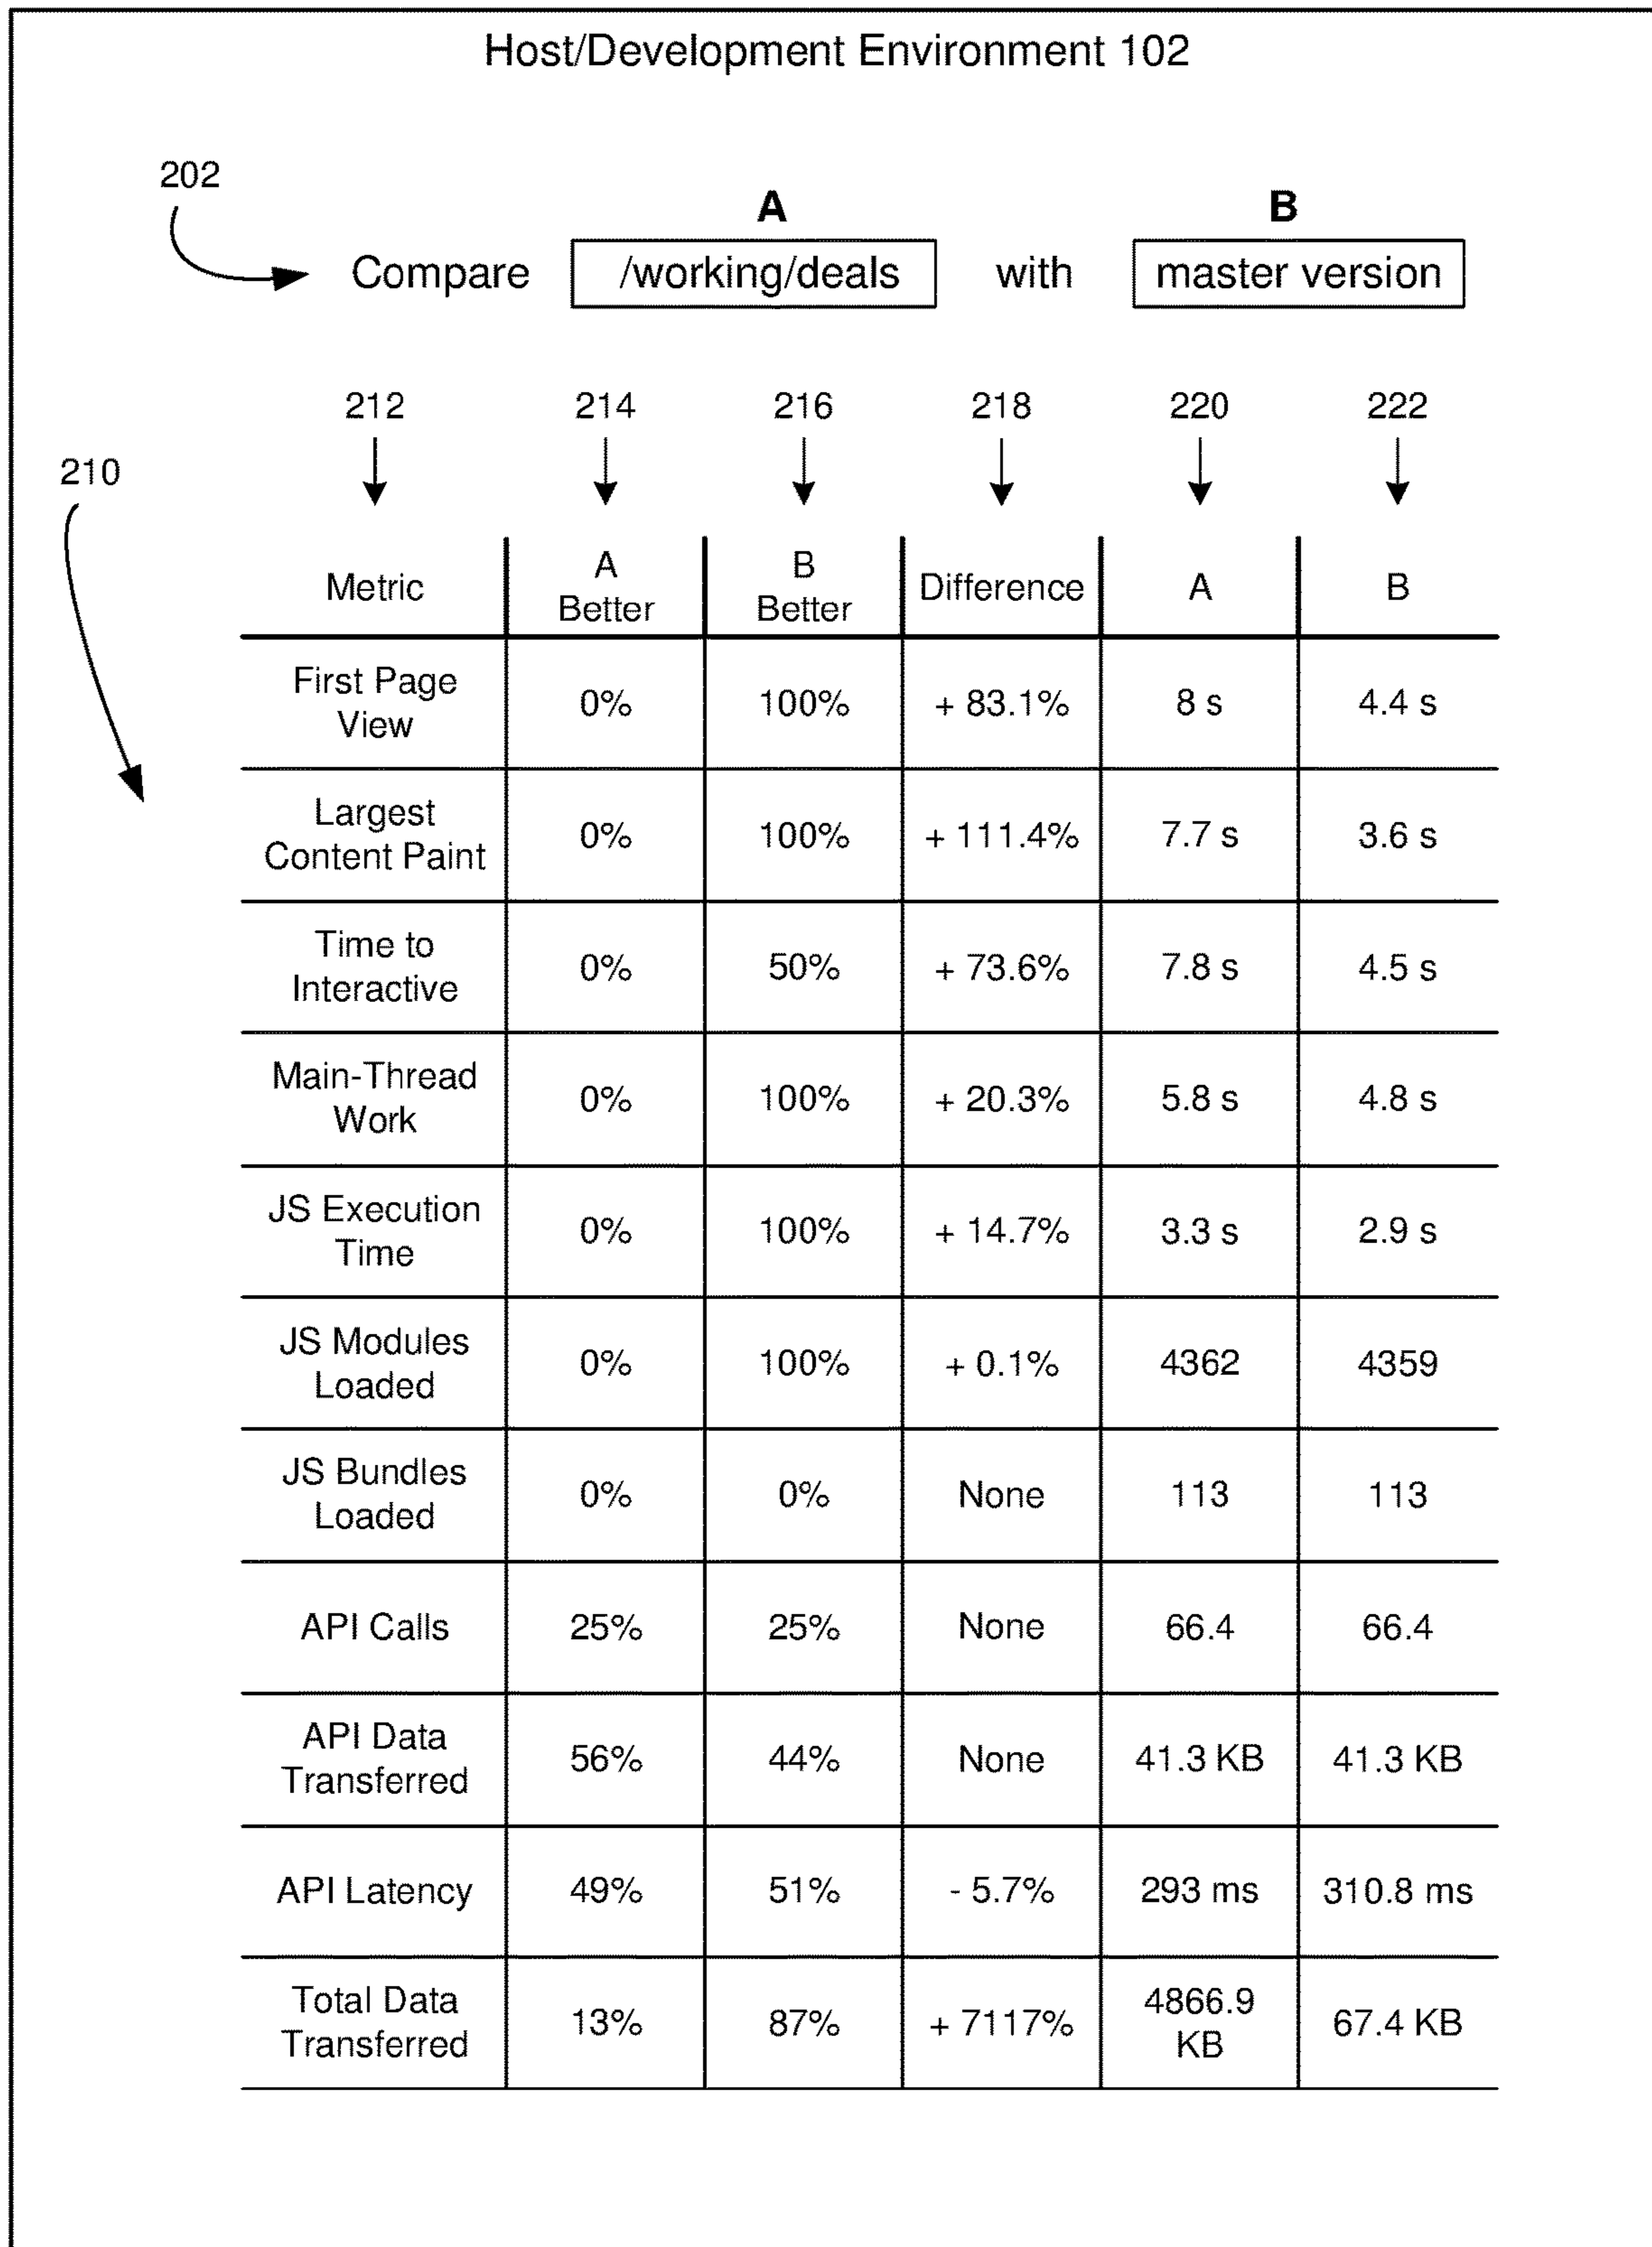 Host/Development Environment 102
202
A B
Compare /working/deals with master version
212 214 216 218 220 222
210
Metric A Better B Better Difference A B
First Page View 0% 100% + 83.1% 8 s 4.4 s
Largest Content Paint 0% 100% + 111.4% 7.7 s 3.6 s
Time to Interactive 0% 50% + 73.6% 7.8 s 4.5 s
Main-Thread Work 0% 100% + 20.3% 5.8 s 4.8 s
JS Execution Time 0% 100% + 14.7% 3.3 s 2.9 s
JS Modules Loaded 0% 100% + 0.1% 4362 4359
JS Bundles Loaded 0% 0% None 113 113
API Calls 25% 25% None 66.4 66.4
API Data Transferred 56% 44% None 41.3 KB 41.3 KB
API Latency 49% 51% - 5.7% 293 ms 310.8 ms
Total Data Transferred 13% 87% + 7117% 4866.9 KB 67.4 KB